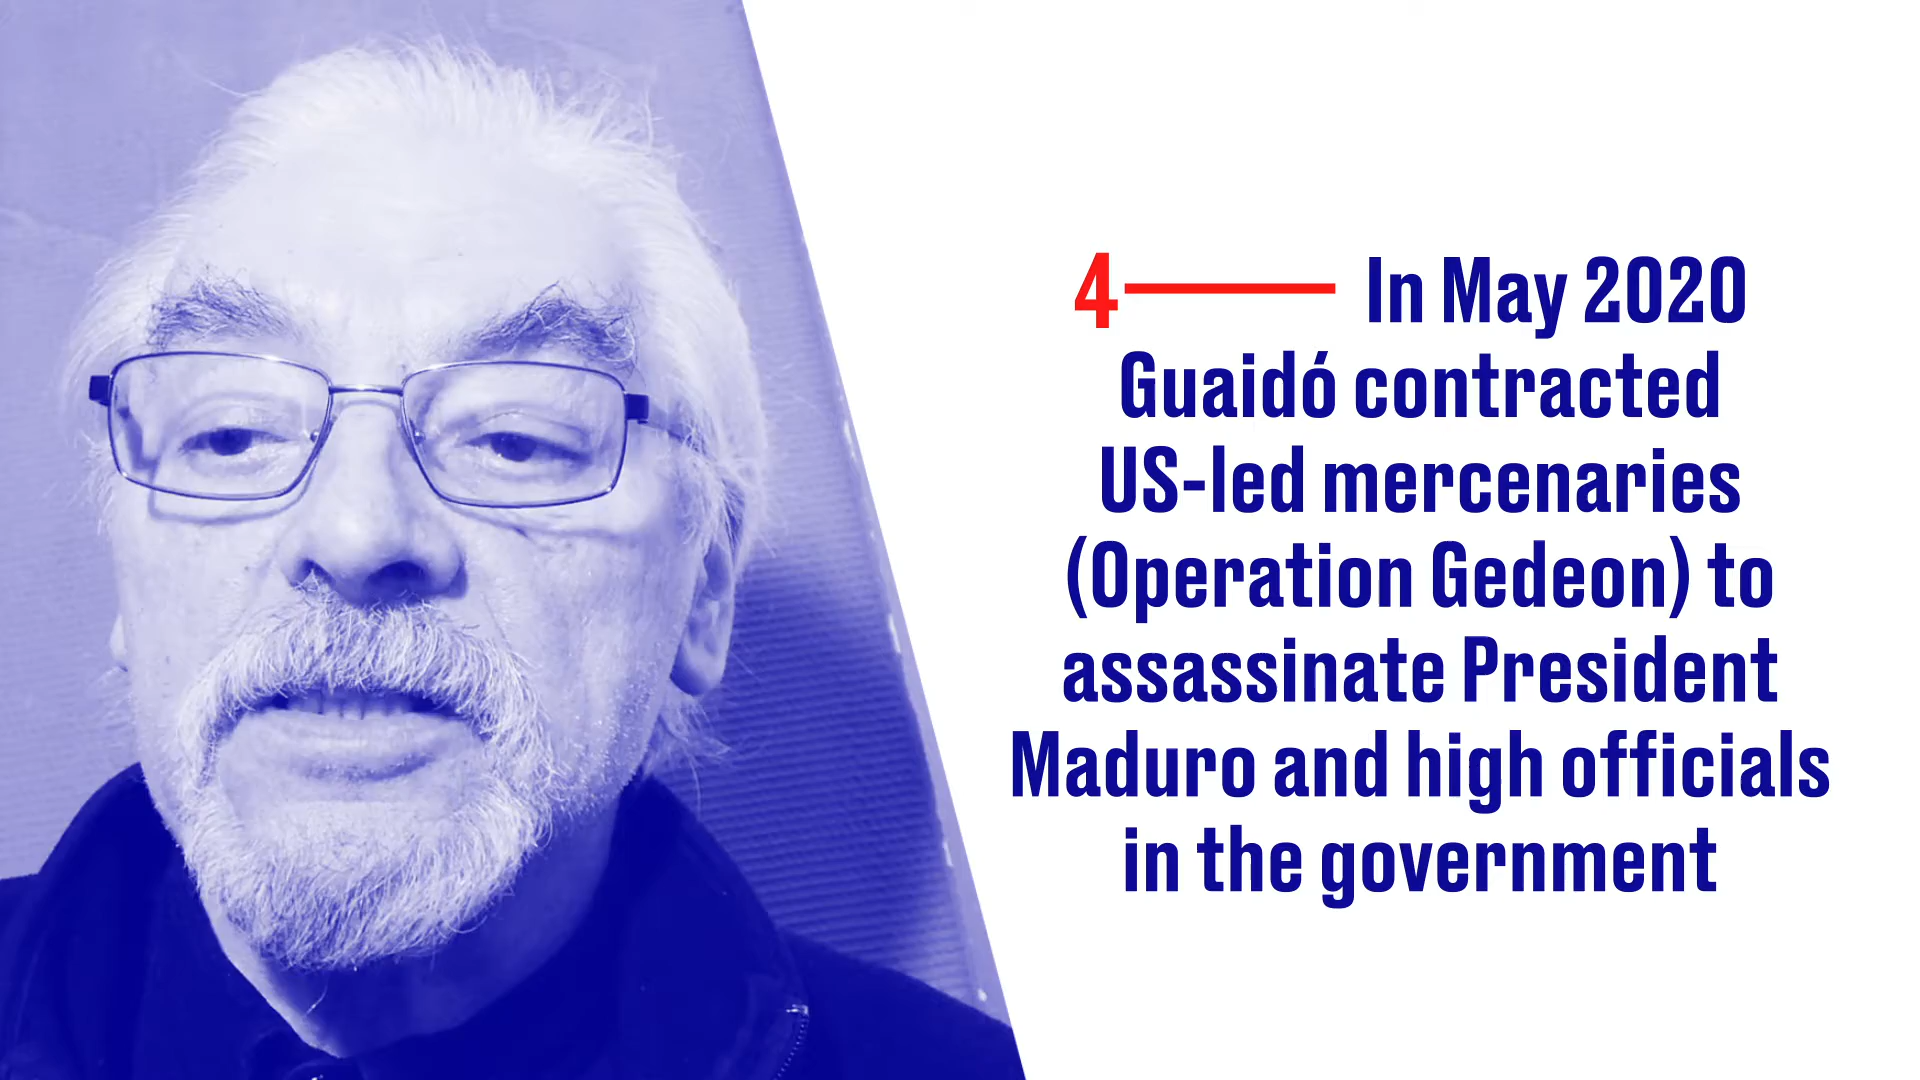 4 In May 2020
Guaidó contracted
US-led mercenaries
(Operation Gedeon) to
assassinate President
Maduro and high officials
in the government